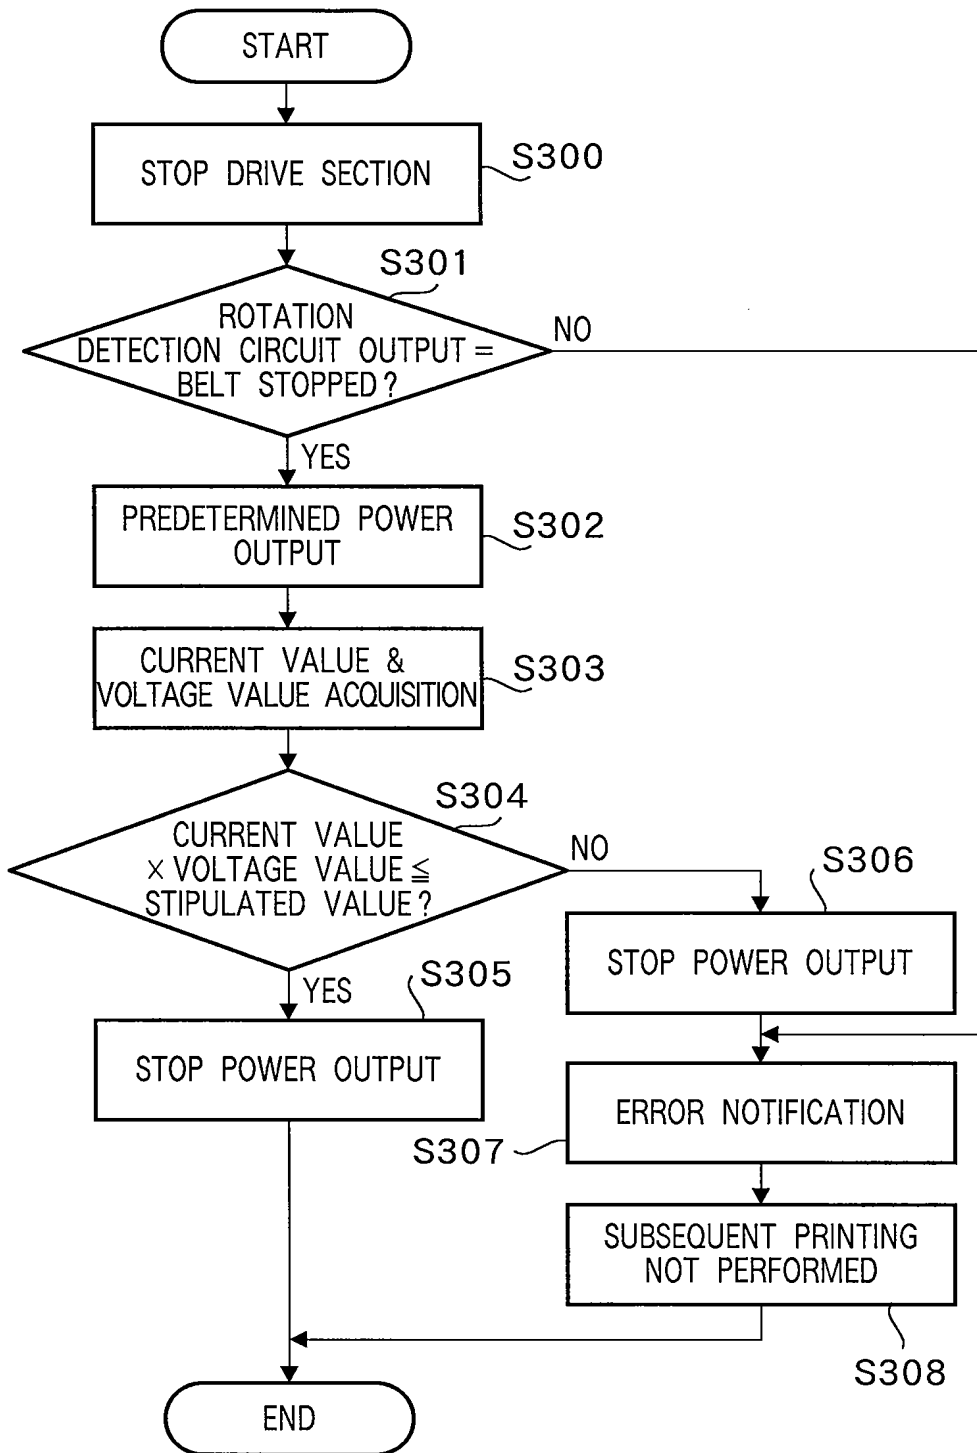 START
STOP DRIVE SECTION
S300
S301
ROTATION
DETECTION CIRCUIT OUTPUT =
BELT STOPPED?
NO
YES
PREDETERMINED POWER
OUTPUT
S302
CURRENT VALUE &
VOLTAGE VALUE ACQUISITION
S303
S304
CURRENT VALUE
× VOLTAGE VALUE ≦
STIPULATED VALUE?
NO
YES
S305
STOP POWER OUTPUT
S306
STOP POWER OUTPUT
ERROR NOTIFICATION
S307
SUBSEQUENT PRINTING
NOT PERFORMED
S308
END